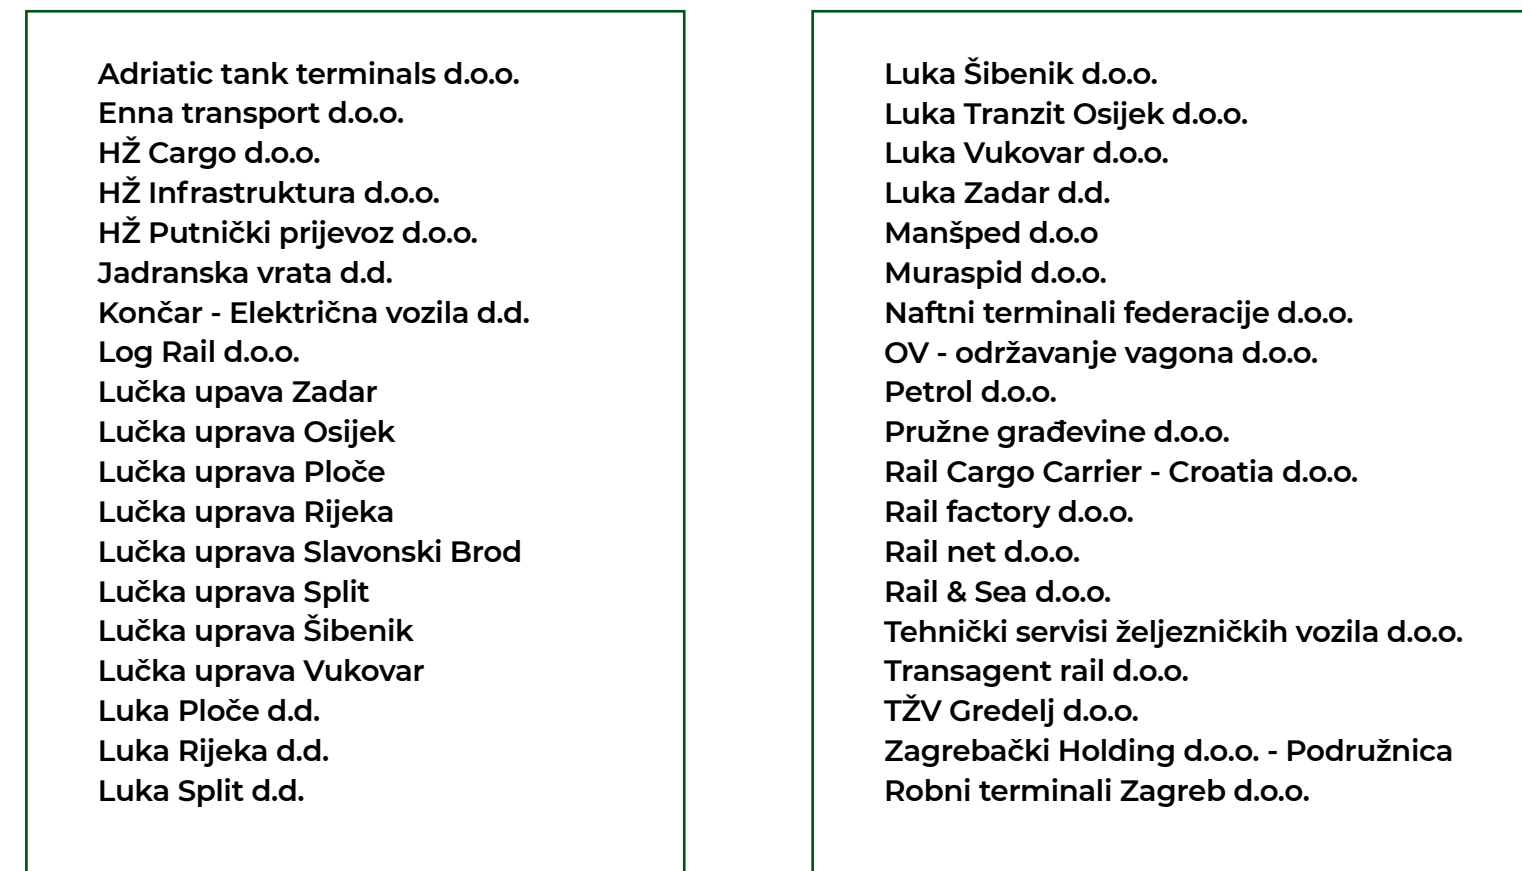 Adriatic tank terminals d.o.o.
Enna transport d.o.o.
HŽ Cargo d.o.o.
HŽ Infrastruktura d.o.o.
HŽ Putnički prijevoz d.o.o.
Jadranska vrata d.d.
Končar - Električna vozila d.d.
Log Rail d.o.o.
Lučka upava Zadar
Lučka uprava Osijek
Lučka uprava Ploče
Lučka uprava Rijeka
Lučka uprava Slavonski Brod
Lučka uprava Split
Lučka uprava Šibenik
Lučka uprava Vukovar
Luka Ploče d.d.
Luka Rijeka d.d.
Luka Split d.d.
Luka Šibenik d.o.o.
Luka Tranzit Osijek d.o.o.
Luka Vukovar d.o.o.
Luka Zadar d.d.
Manšped d.o.o
Muraspid d.o.o.
Naftni terminali federacije d.o.o.
OV - održavanje vagona d.o.o.
Petrol d.o.o.
Pružne građevine d.o.o.
Rail Cargo Carrier - Croatia d.o.o.
Rail factory d.o.o.
Rail net d.o.o.
Rail & Sea d.o.o.
Tehnički servisi željezničkih vozila d.o.o.
Transagent rail d.o.o.
TŽV Gredelj d.o.o.
Zagrebački Holding d.o.o. - Podružnica
Robni terminali Zagreb d.o.o.